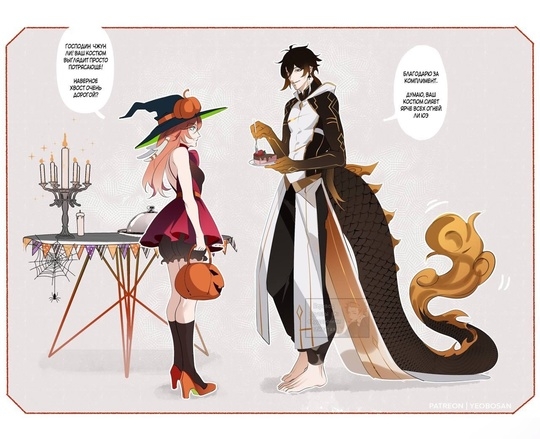 ГОСПОДИН ЧЖУН
ЛИ! ВАШ КОСТЮМ
ВЫГЛЯДИТ ПРОСТО
ПОТРЯСАЮЩЕ!
НАВЕРНОЕ
ХВОСТ ОЧЕНЬ
ДОРОГОЙ?
БЛАГОДАРЮ ЗА
КОМПЛИМЕНТ.
ДУМАЮ, ВАШ
КОСТЮМ СИЯЕТ
ЯРЧЕ ВСЕХ ОГНЕЙ
ЛИ ЮЭ
PATREON | YEOBOSAN